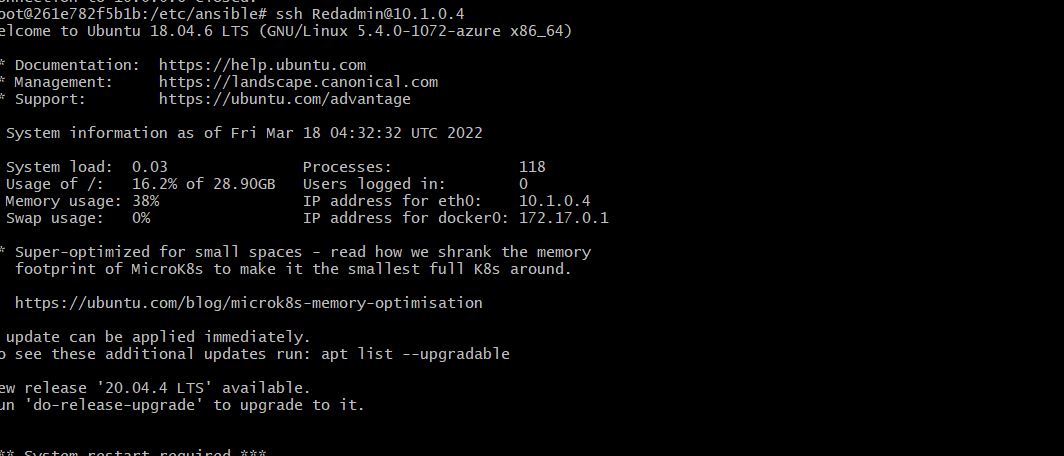 oot@261e782f5b1b:/etc/ansible# ssh Redadmin@10.1.0.4
elcome to Ubuntu 18.04.6 LTS (GNU/Linux 5.4.0-1072-azure x86_64)
* Documentation:  https://help.ubuntu.com
* Management:     https://landscape.canonical.com
* Support:        https://ubuntu.com/advantage
System information as of Fri Mar 18 04:32:32 UTC 2022
System load:  0.03               Processes:              118
Usage of /:   16.2% of 28.90GB   Users logged in:        0
Memory usage: 38%                IP address for eth0:    10.1.0.4
Swap usage:   0%                 IP address for docker0: 172.17.0.1
* Super-optimized for small spaces - read how we shrank the memory
footprint of MicroK8s to make it the smallest full K8s around.
https://ubuntu.com/blog/microk8s-memory-optimisation
update can be applied immediately.
o see these additional updates run: apt list --upgradable
ew release '20.04.4 LTS' available.
un 'do-release-upgrade' to upgrade to it.
** System restart required ***